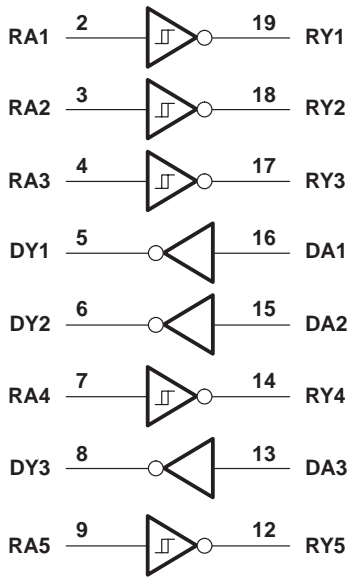 RA1 2 19 RY1
RA2 3 18 RY2
RA3 4 17 RY3
DY1 5 16 DA1
DY2 6 15 DA2
RA4 7 14 RY4
DY3 8 13 DA3
RA5 9 12 RY5